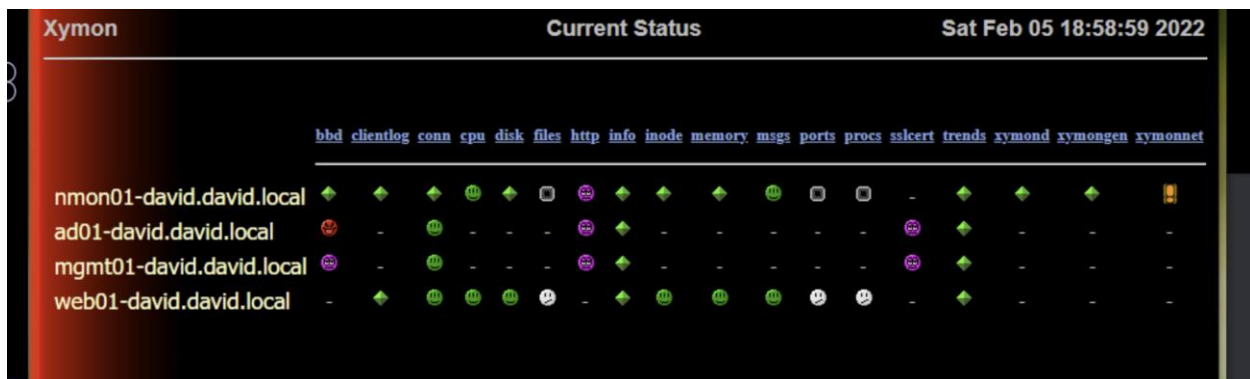 Xymon Current Status Sat Feb 05 18:58:59 2022
bbd clientlog conn cpu disk files http info inode memory msgs ports procs sslcert trends xymond xymongen xymonnet
nmon01-david.david.local -
ad01-david.david.local - - - - - - - - - - - -
mgmt01-david.david.local - - - - - - - - - - - -
web01-david.david.local - - - - - -